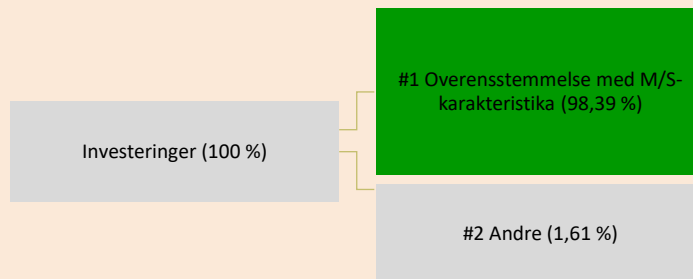 #1 Overensstemmelse med M/S-
karakteristika (98,39 %)
Investeringer (100 %)
#2 Andre (1,61 %)